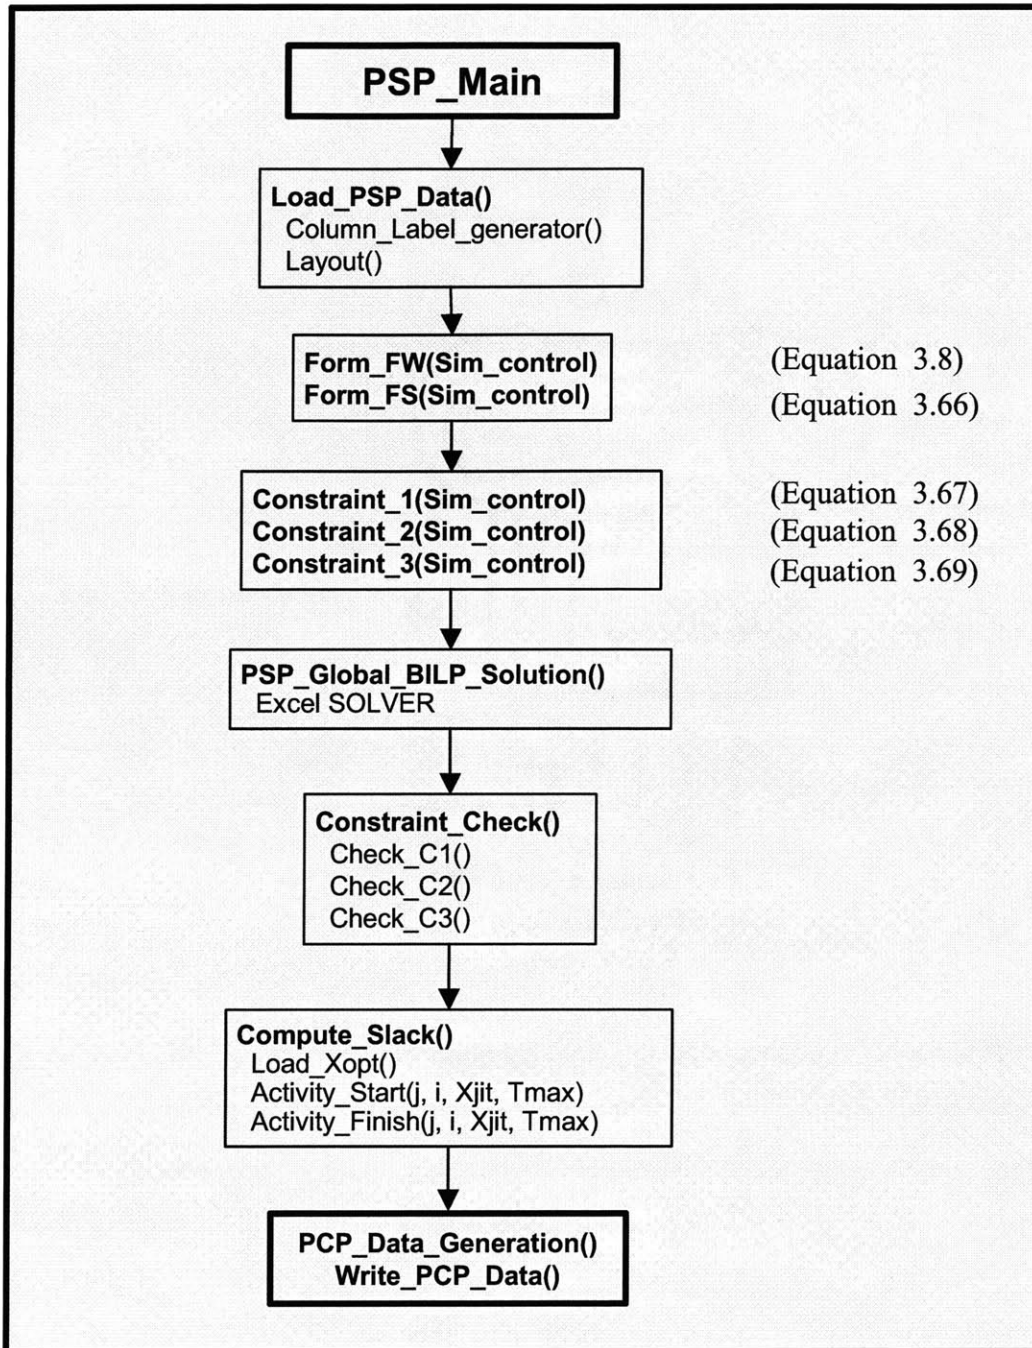 PSP_Main
Load_PSP_Data()
Column_Label_generator()
Layout()
Form_FW(Sim_control) (Equation 3.8)
Form_FS(Sim_control) (Equation 3.66)
Constraint_1(Sim_control) (Equation 3.67)
Constraint_2(Sim_control) (Equation 3.68)
Constraint_3(Sim_control) (Equation 3.69)
PSP_Global_BILP_Solution()
Excel SOLVER
Constraint_Check()
Check_C1()
Check_C2()
Check_C3()
Compute_Slack()
Load_Xopt()
Activity_Start(j, i, Xjit, Tmax)
Activity_Finish(j, i, Xjit, Tmax)
PCP_Data_Generation()
Write_PCP_Data()